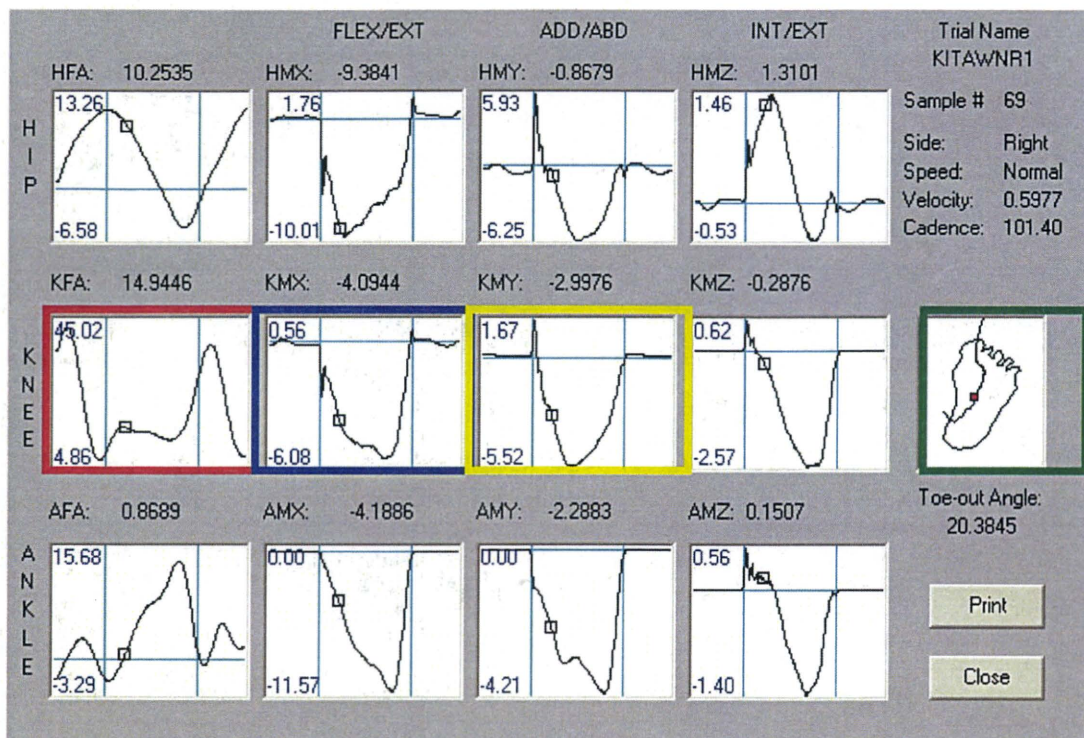 FLEX/EXT ADD/ABD INT/EXT Trial Name
KITAWNR1
HFA: 10.2535 HMX: -9.3841 HMY: -0.8679 HMZ: 1.3101
Sample # 69
13.26 1.76 5.93 1.46
HIP
Side: Right
Speed: Normal
Velocity: 0.5977
Cadence: 101.40
-6.58 -10.01 -6.25 -0.53
KFA: 14.9446 KMX: -4.0944 KMY: -2.9976 KMZ: -0.2876
45.02 0.56 1.67 0.62
KNEE
4.86 -6.08 -5.52 -2.57
Toe-out Angle:
20.3845
AFA: 0.8689 AMX: -4.1886 AMY: -2.2883 AMZ: 0.1507
15.68 0.00 0.00 0.56
ANKLE
-3.29 -11.57 -4.21 -1.40
Print
Close